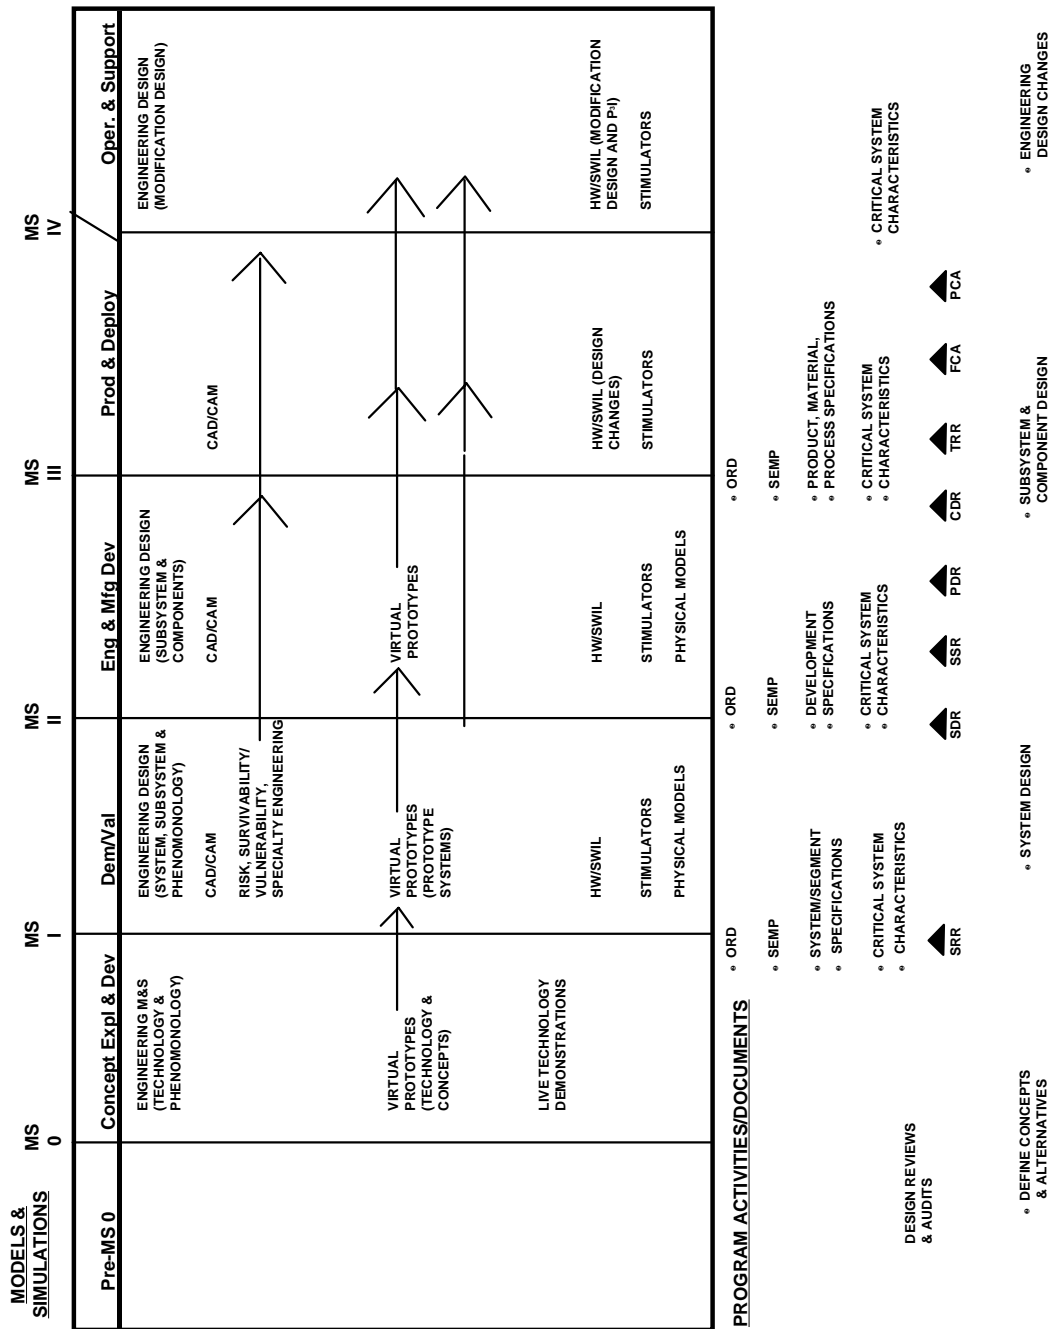 MODELS &
SIMULATIONS
MS
0
MS
I
MS
II
MS
III
MS
IV
Pre-MS 0
Concept Expl & Dev
Dem/Val
Eng & Mfg Dev
Prod & Deploy
Oper. & Support
ENGINEERING M&S
(TECHNOLOGY &
PHENOMONOLOGY)
ENGINEERING DESIGN
(SYSTEM, SUBSYSTEM &
PHENOMONOLOGY)
ENGINEERING DESIGN
(SUBSYSTEM &
COMPONENTS)
ENGINEERING DESIGN
(MODIFICATION DESIGN)
CAD/CAM
CAD/CAM
CAD/CAM
RISK, SURVIVABILITY/
VULNERABILITY,
SPECIALTY ENGINEERING
VIRTUAL
PROTOTYPES
(TECHNOLOGY &
CONCEPTS)
VIRTUAL
PROTOTYPES
(PROTOTYPE
SYSTEMS)
VIRTUAL
PROTOTYPES
LIVE TECHNOLOGY
DEMONSTRATIONS
HW/SWIL
HW/SWIL
HW/SWIL (DESIGN
CHANGES)
HW/SWIL (MODIFICATION
DESIGN AND P³I)
STIMULATORS
STIMULATORS
STIMULATORS
STIMULATORS
PHYSICAL MODELS
PHYSICAL MODELS
PROGRAM ACTIVITIES/DOCUMENTS
• ORD
• ORD
• ORD
• SEMP
• SEMP
• SEMP
• SYSTEM/SEGMENT
• SPECIFICATIONS
• DEVELOPMENT
• SPECIFICATIONS
• PRODUCT, MATERIAL,
• PROCESS SPECIFICATIONS
• CRITICAL SYSTEM
• CHARACTERISTICS
• CRITICAL SYSTEM
• CHARACTERISTICS
• CRITICAL SYSTEM
• CHARACTERISTICS
• CRITICAL SYSTEM
CHARACTERISTICS
DESIGN REVIEWS
& AUDITS
SRR
SDR
SSR
PDR
CDR
TRR
FCA
PCA
• DEFINE CONCEPTS
& ALTERNATIVES
• SYSTEM DESIGN
• SUBSYSTEM &
COMPONENT DESIGN
• ENGINEERING
DESIGN CHANGES